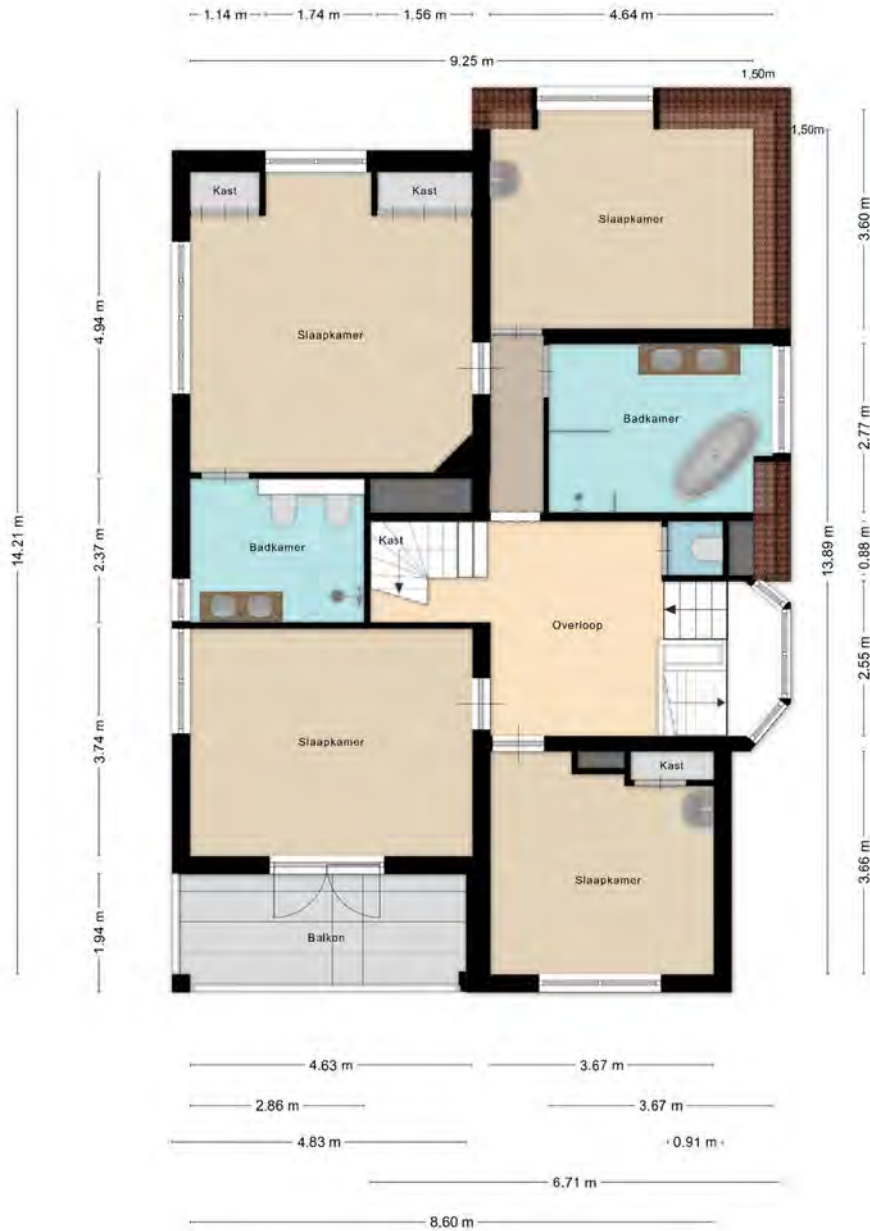 1.14 m 1.74 m 1.56 m 4.64 m
9.25 m
1,50m
1,50m
Kast Kast
Slaapkamer
3.60 m
Slaapkamer
4.94 m
Badkamer
2.77 m
14.21 m
13.89 m
Kast
Badkamer
2.37 m
0.88 m
Overloop
2.55 m
Slaapkamer
3.74 m
Kast
Slaapkamer
3.66 m
Balkon
1.94 m
4.63 m 3.67 m
2.86 m 3.67 m
4.83 m 0.91 m
6.71 m
8.60 m